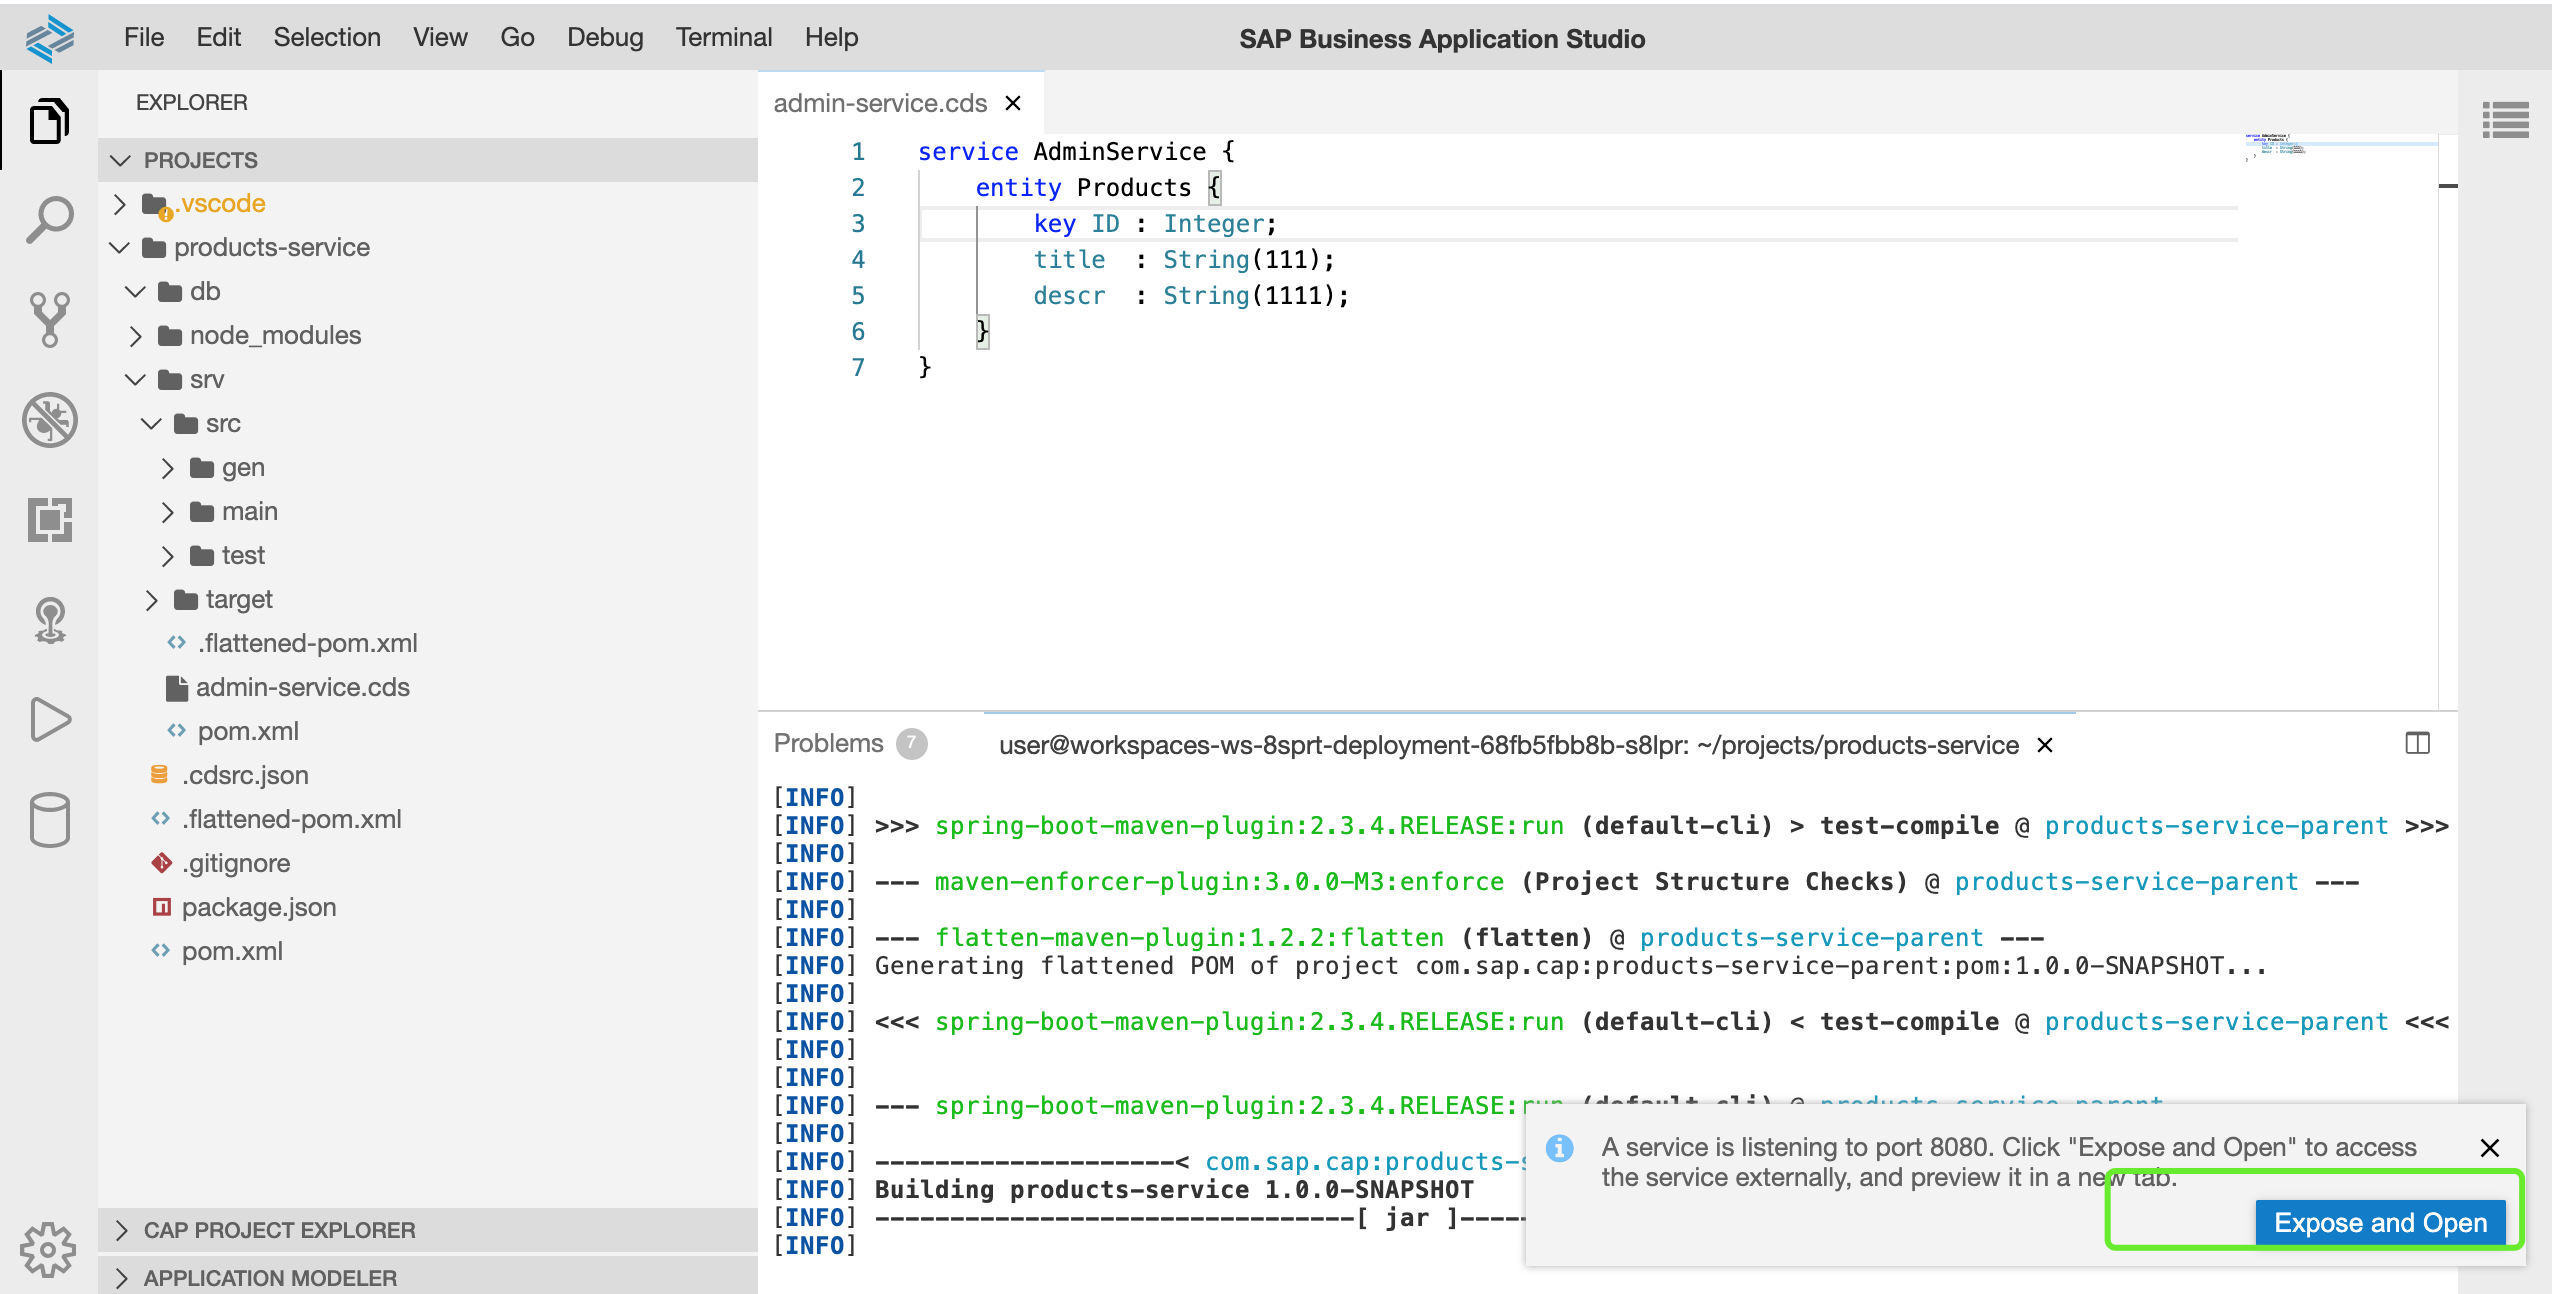 File Edit Selection View Go Debug Terminal Help
SAP Business Application Studio
EXPLORER
PROJECTS
.vscode
products-service
db
node_modules
srv
src
gen
main
test
target
.flattened-pom.xml
admin-service.cds
pom.xml
.cdsrc.json
.flattened-pom.xml
.gitignore
package.json
pom.xml
CAP PROJECT EXPLORER
APPLICATION MODELER
admin-service.cds
1 service AdminService {
2 entity Products {
3 key ID : Integer;
4 title : String(111);
5 descr : String(1111);
6 }
7 }
Problems 7
user@workspaces-ws-8sprt-deployment-68fb5fbb8b-s8lpr: ~/projects/products-service
[INFO]
[INFO] >>> spring-boot-maven-plugin:2.3.4.RELEASE:run (default-cli) > test-compile @ products-service-parent >>>
[INFO]
[INFO] --- maven-enforcer-plugin:3.0.0-M3:enforce (Project Structure Checks) @ products-service-parent ---
[INFO]
[INFO] --- flatten-maven-plugin:1.2.2:flatten (flatten) @ products-service-parent ---
[INFO] Generating flattened POM of project com.sap.cap:products-service-parent:pom:1.0.0-SNAPSHOT...
[INFO]
[INFO] <<< spring-boot-maven-plugin:2.3.4.RELEASE:run (default-cli) < test-compile @ products-service-parent <<<
[INFO]
[INFO]
[INFO] --- spring-boot-maven-plugin:2.3.4.RELEASE:run (default-cli) @ products-service-parent
[INFO]
[INFO] --------------------< com.sap.cap:products-s
[INFO] Building products-service 1.0.0-SNAPSHOT
[INFO] --------------------------------[ jar ]-----
[INFO]
A service is listening to port 8080. Click "Expose and Open" to access
the service externally, and preview it in a new tab.
Expose and Open